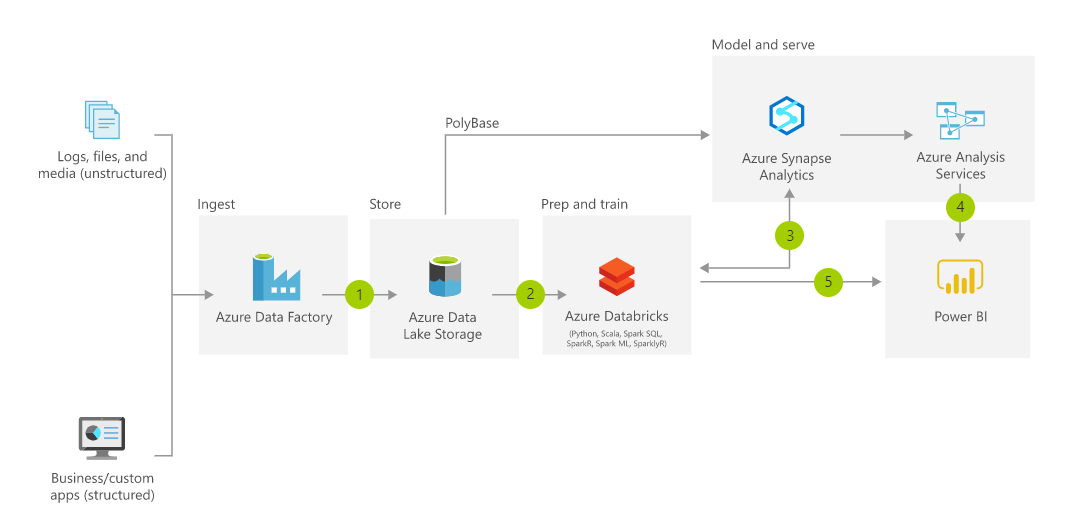 Model and serve
PolyBase
Logs, files, and
media (unstructured)
Azure Synapse
Analytics
Azure Analysis
Services
Ingest
Store
Prep and train
3
4
1
2
5
Azure Data Factory
Azure Data
Lake Storage
Azure Databricks
(Python, Scala, Spark SQL,
SparkR, Spark ML, SparklyR)
Power BI
Business/custom
apps (structured)